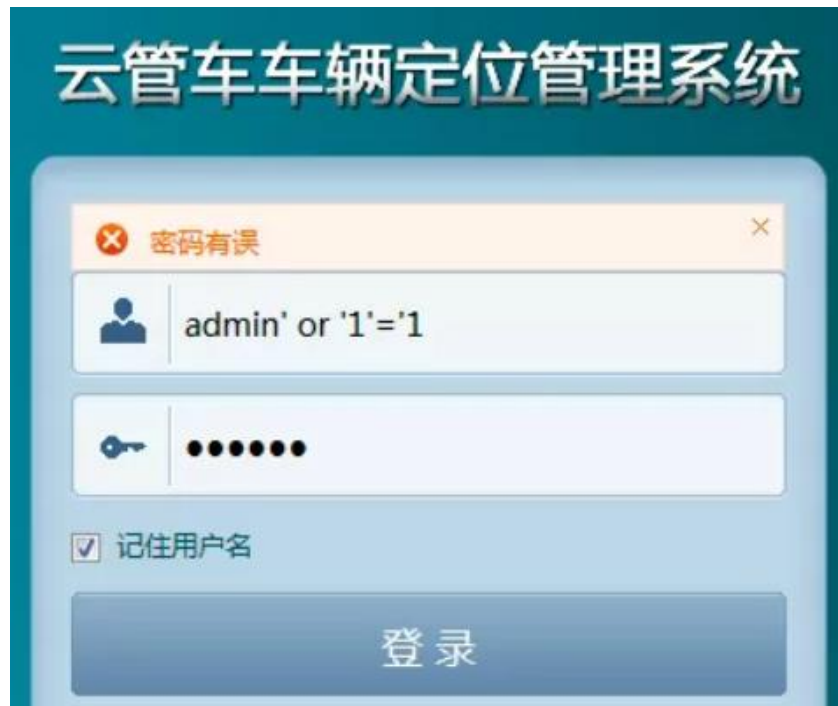 云管车车辆定位管理系统
密码有误
×
admin' or '1'='1
●●●●●●
记住用户名
登录